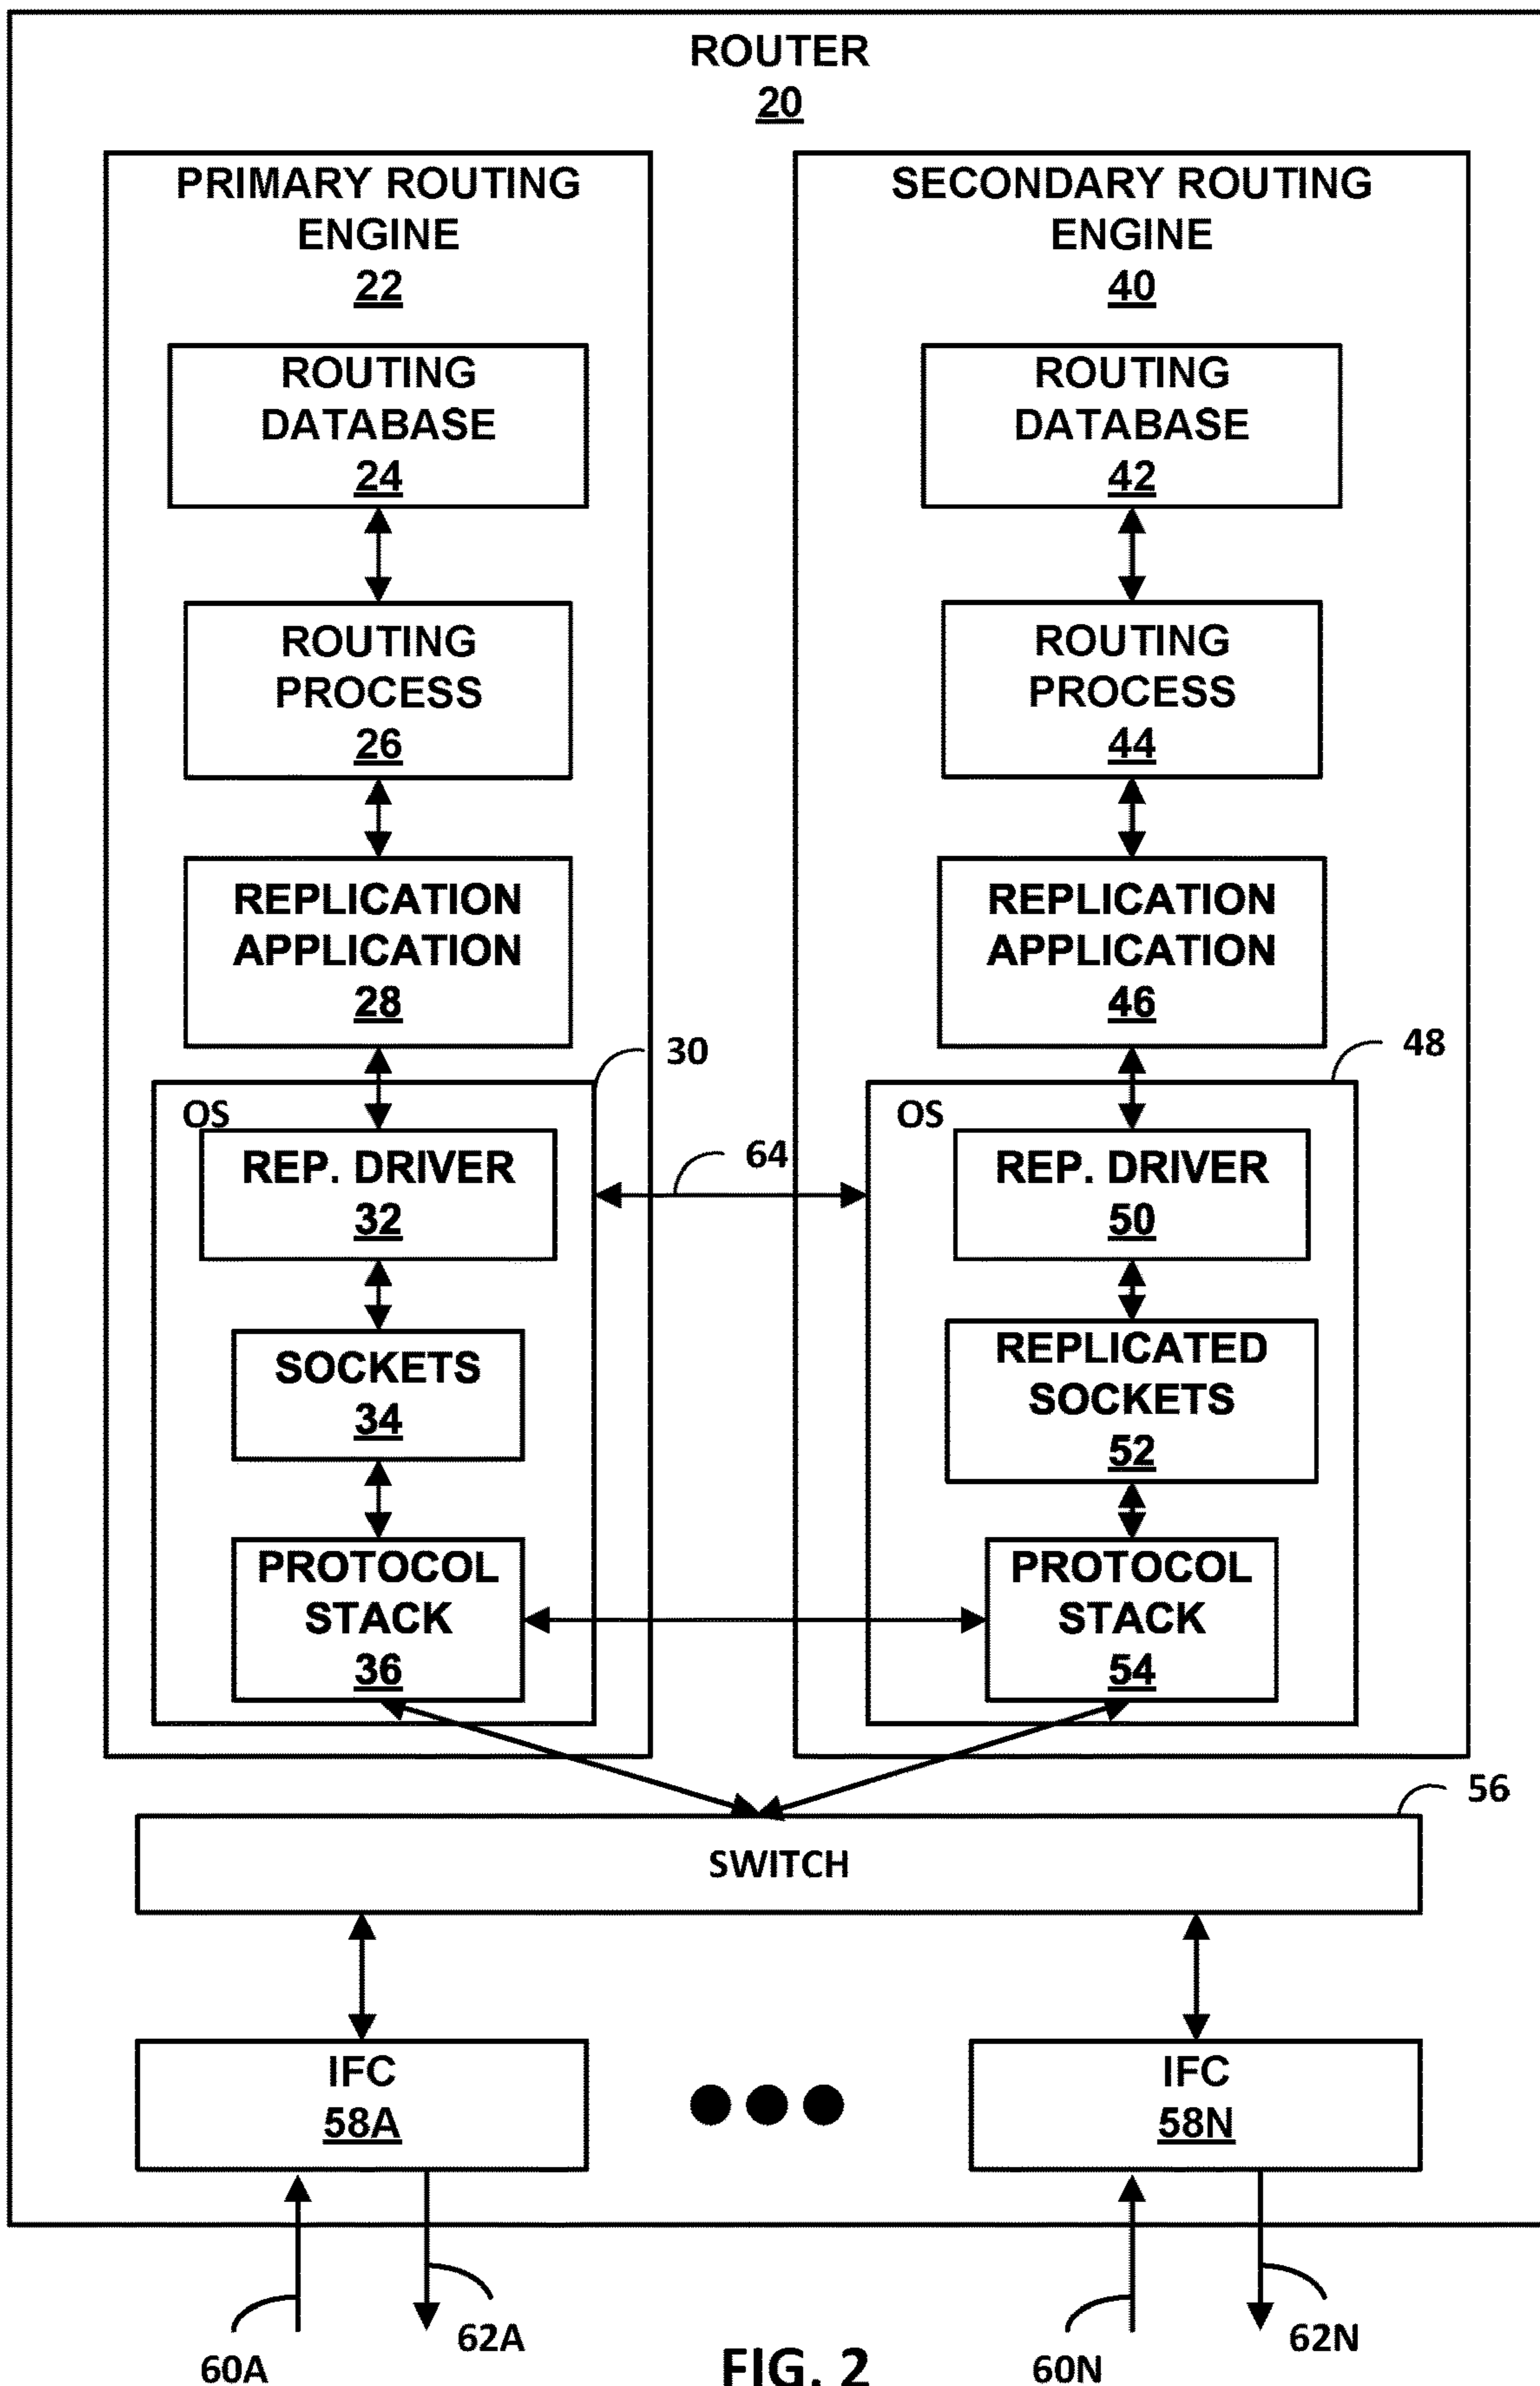 ROUTER
20
PRIMARY ROUTING
ENGINE
22
ROUTING
DATABASE
24
ROUTING
PROCESS
26
REPLICATION
APPLICATION
28
30
OS
REP. DRIVER
32
SOCKETS
34
PROTOCOL
STACK
36
64
SECONDARY ROUTING
ENGINE
40
ROUTING
DATABASE
42
ROUTING
PROCESS
44
REPLICATION
APPLICATION
46
48
OS
REP. DRIVER
50
REPLICATED
SOCKETS
52
PROTOCOL
STACK
54
56
SWITCH
IFC
58A
IFC
58N
60A
62A
60N
62N
FIG. 2